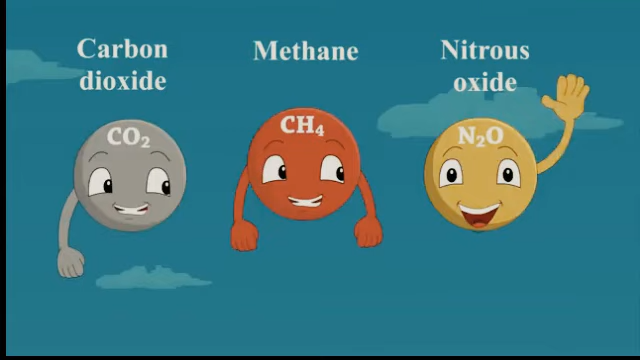 Carbon
dioxide
Methane
Nitrous
oxide
CO₂
CH₄
N₂O